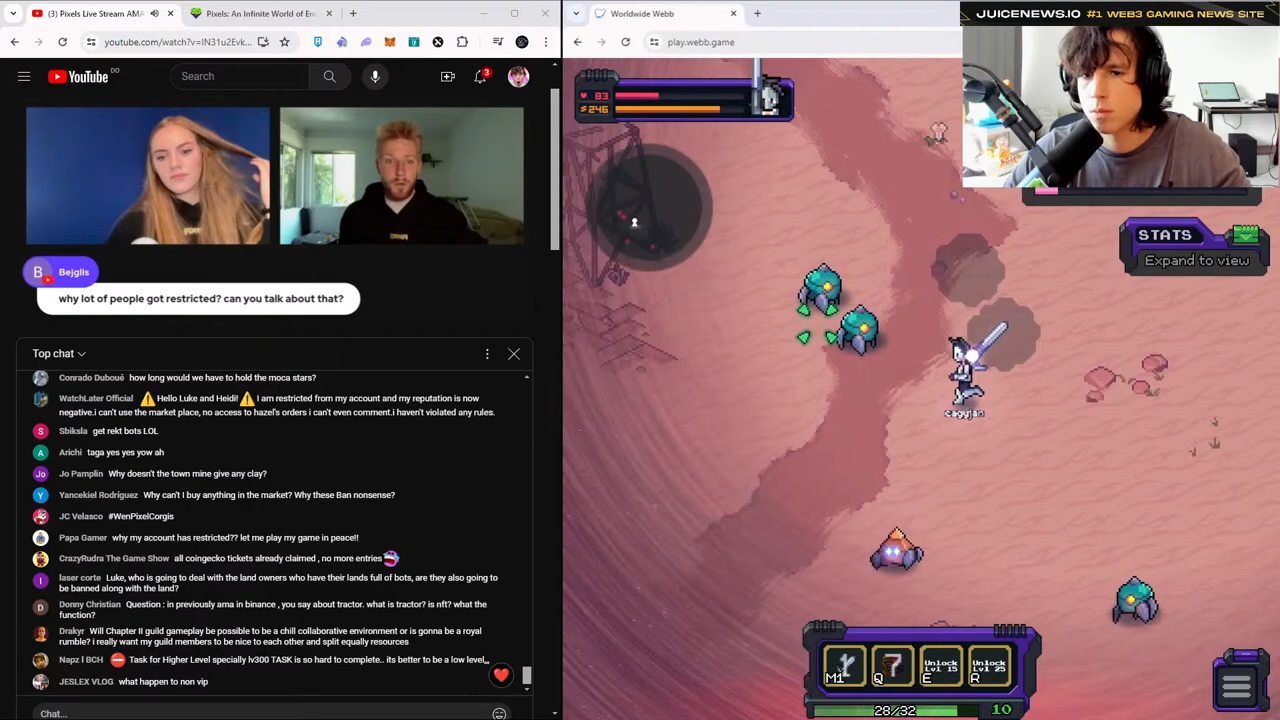 (3) Pixels Live Stream AMA
Pixels: An Infinite World of En
Worldwide Webb
JUICENEWS.IO #1 WEB3 GAMING NEWS SITE
youtube.com/watch?v=IN31u2Evk...
play.webb.game
YouTube
DO
Search
3
83
246
B Bejglis
why lot of people got restricted? can you talk about that?
STATS
Expand to view
Top chat
Conrado Duboué how long would we have to hold the moca stars?
WatchLater Official ⚠️ Hello Luke and Heidi! ⚠️ I am restricted from my account and my reputation is now
negative.i can't use the market place, no access to hazel's orders i can't even comment.i haven't violated any rules.
S Sbiksla get rekt bots LOL
A Arichi taga yes yes yow ah
Jo Jo Pamplin Why doesn't the town mine give any clay?
Y Yancekiel Rodríguez Why can't I buy anything in the market? Why these Ban nonsense?
JC Velasco #WenPixelCorgis
Papa Gamer why my account has restricted?? let me play my game in peace!!
CrazyRudra The Game Show all coingecko tickets already claimed , no more entries
I laser corte Luke, who is going to deal with the land owners who have their lands full of bots, are they also going to
be banned along with the land?
D Donny Christian Question : in previously ama in binance , you say about tractor. what is tractor? is nft? what the
function?
Drakyr Will Chapter II guild gameplay be possible to be a chill collaborative environment or is gonna be a royal
rumble? i really want my guild members to be nice to each other and split equally resources
Napz l BCH ⛔ Task for Higher Level specially lvl300 TASK is so hard to complete.. its better to be a low level,..
JESLEX VLOG what happen to non vip
Chat...
cagyjan
M1
Q
Unlock Lvl 15 E
Unlock Lvl 25 R
28/32
10